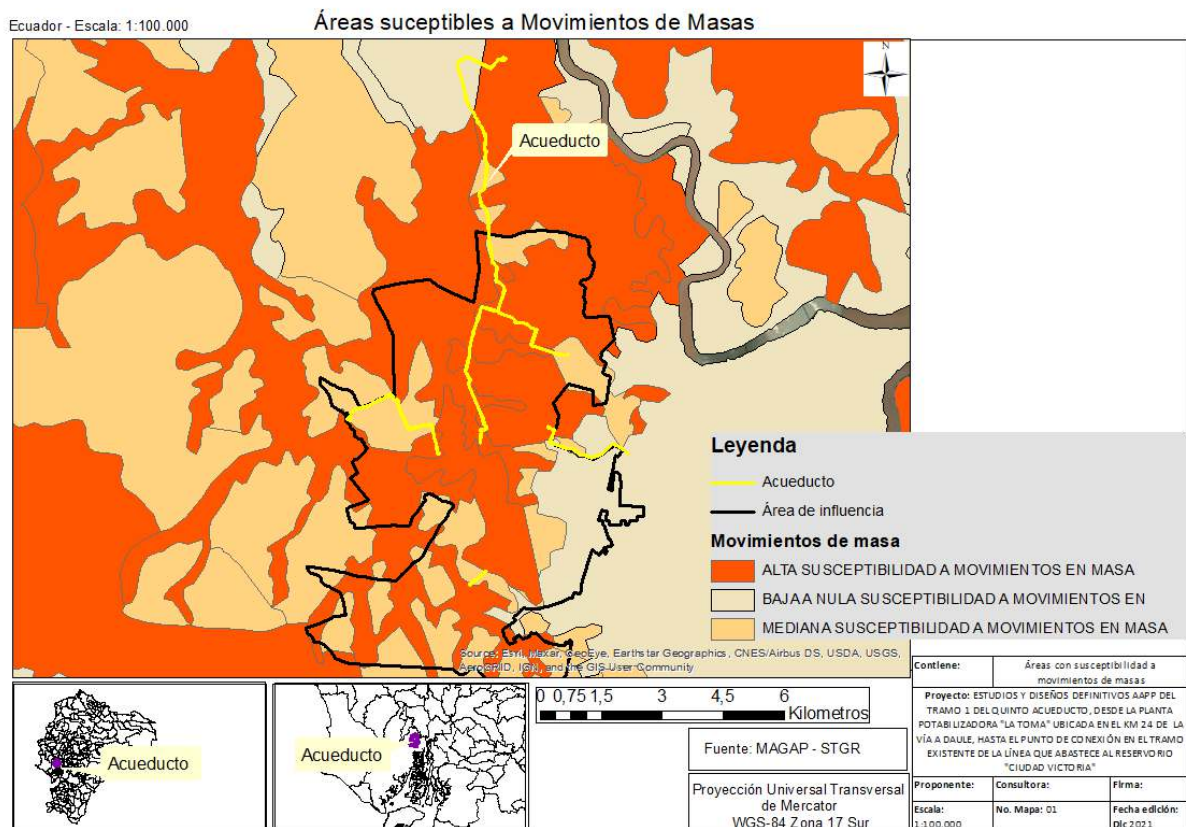 Ecuador - Escala: 1:100.000
Áreas suceptibles a Movimientos de Masas
N
Acueducto
Leyenda
Acueducto
Área de influencia
Movimientos de masa
ALTA SUSCEPTIBILIDAD A MOVIMIENTOS EN MASA
BAJA A NULA SUSCEPTIBILIDAD A MOVIMIENTOS EN
MEDIANA SUSCEPTIBILIDAD A MOVIMIENTOS EN MASA
Source: Esri, Maxar, GeoEye, Earthstar Geographics, CNES/Airbus DS, USDA, USGS,
AeroGRID, IGN, and the GIS User Community
Acueducto
Acueducto
0 0,75 1,5 3 4,5 6
Kilometros
Fuente: MAGAP - STGR
Proyección Universal Transversal
de Mercator
WGS-84 Zona 17 Sur
Contiene:
Áreas con susceptibilidad a
movimientos de masas
Proyecto: ESTUDIOS Y DISEÑOS DEFINITIVOS AAPP DEL
TRAMO 1 DEL QUINTO ACUEDUCTO, DESDE LA PLANTA
POTABILIZADORA "LA TOMA" UBICADA EN EL KM 24 DE LA
VÍA A DAULE, HASTA EL PUNTO DE CONEXIÓN EN EL TRAMO
EXISTENTE DE LA LÍNEA QUE ABASTECE AL RESERVORIO
"CIUDAD VICTORIA"
Proponente: Consultora: Firma:
Escala: No. Mapa: 01 Fecha edición:
1:100.000 Dic 2021